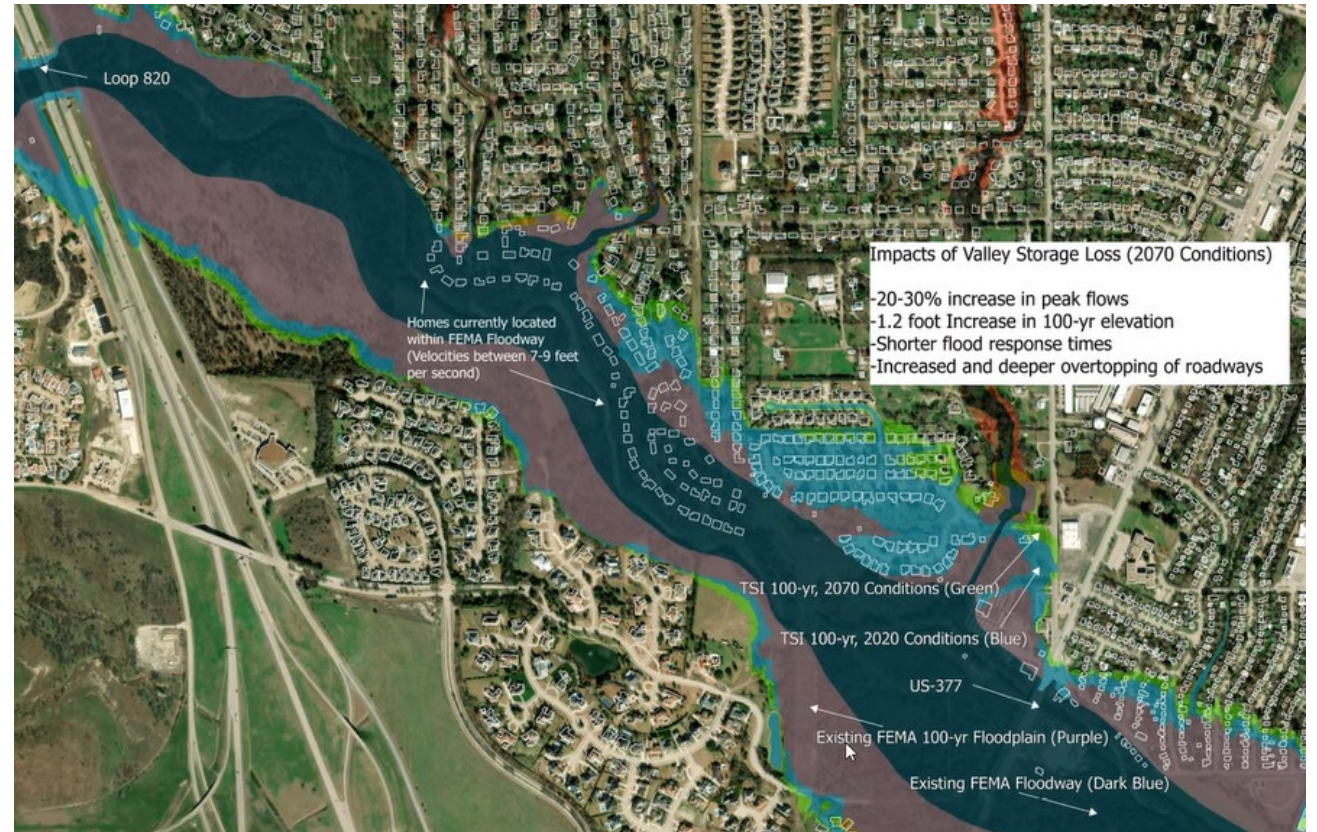 Loop 820
Impacts of Valley Storage Loss (2070 Conditions)
-20-30% increase in peak flows
-1.2 foot Increase in 100-yr elevation
-Shorter flood response times
-Increased and deeper overtopping of roadways
Homes currently located
within FEMA Floodway
(Velocities between 7-9 feet
per second)
TSI 100-yr, 2070 Conditions (Green)
TSI 100-yr, 2020 Conditions (Blue)
US-377
Existing FEMA 100-yr Floodplain (Purple)
Existing FEMA Floodway (Dark Blue)